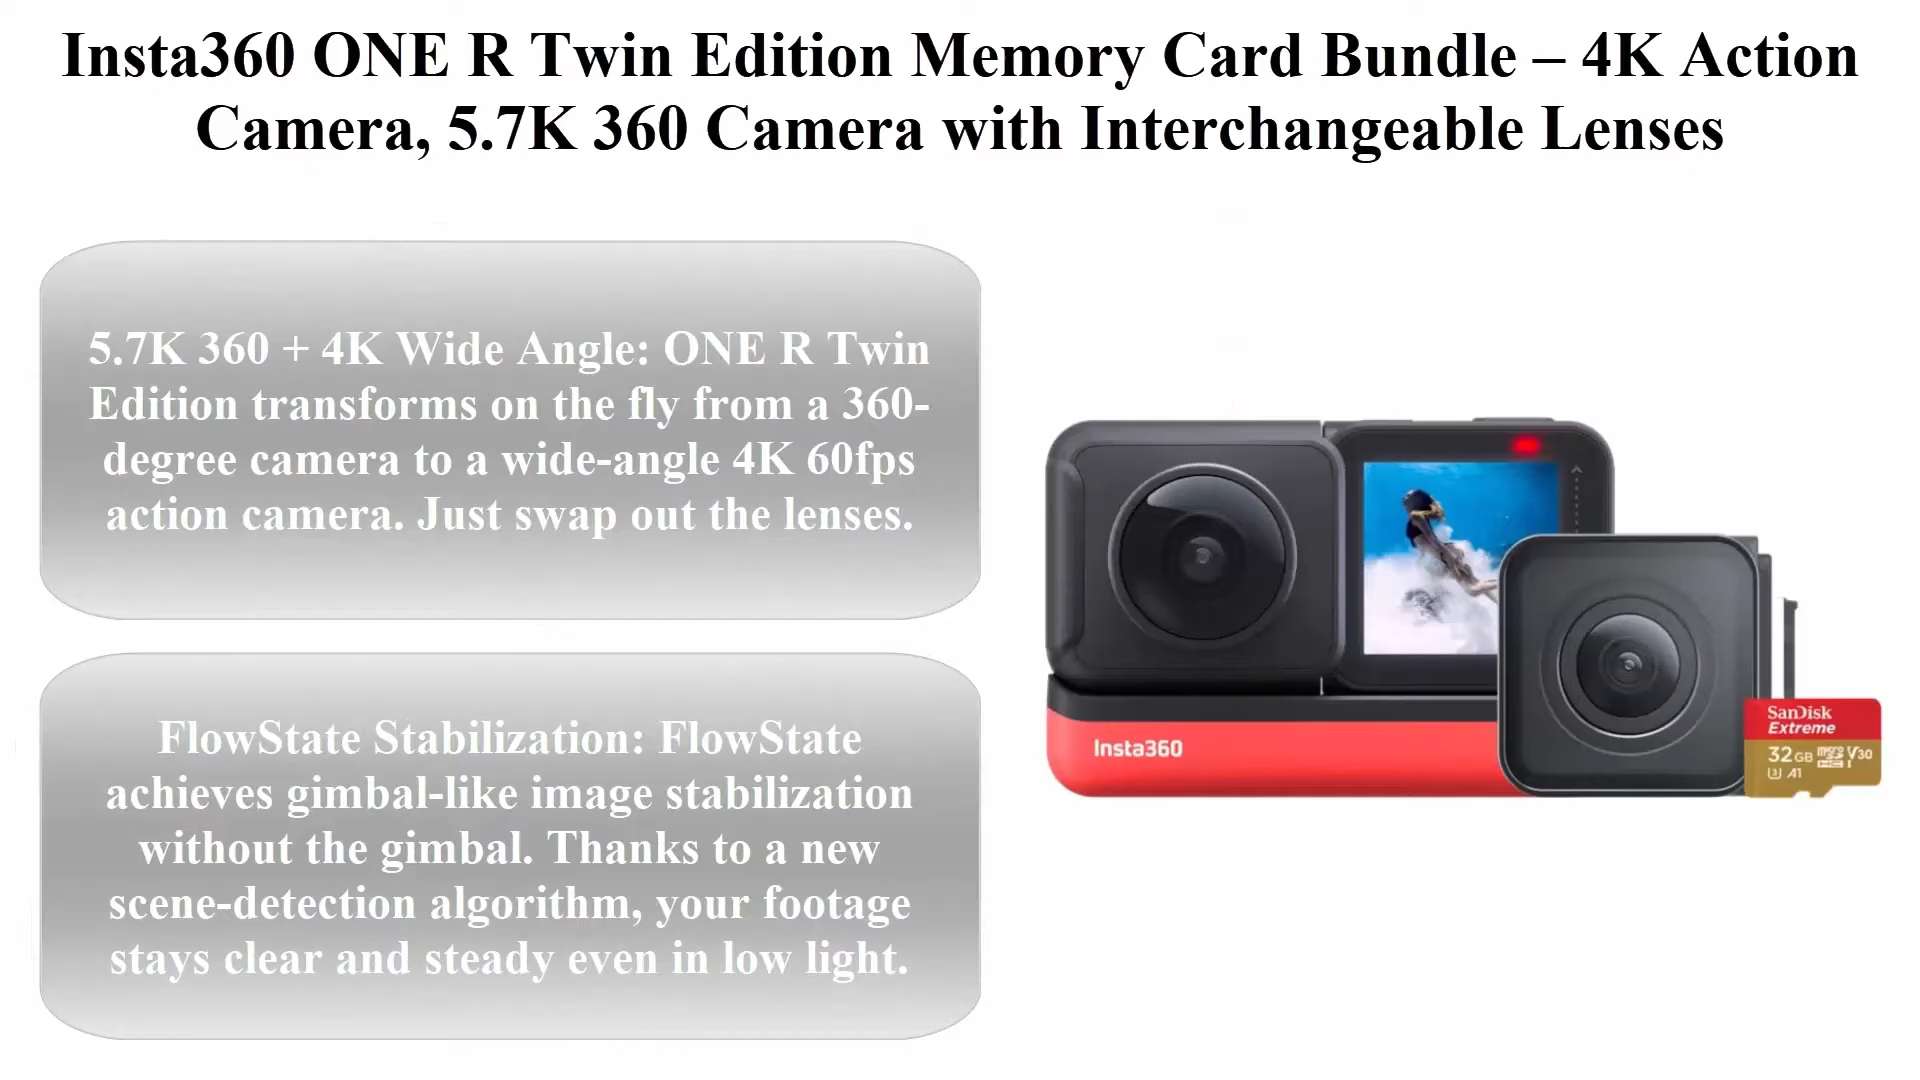 Insta360 ONE R Twin Edition Memory Card Bundle – 4K Action
Camera, 5.7K 360 Camera with Interchangeable Lenses
5.7K 360 + 4K Wide Angle: ONE R Twin
Edition transforms on the fly from a 360-
degree camera to a wide-angle 4K 60fps
action camera. Just swap out the lenses.
FlowState Stabilization: FlowState
achieves gimbal-like image stabilization
without the gimbal. Thanks to a new
scene-detection algorithm, your footage
stays clear and steady even in low light.
Insta360
SanDisk
Extreme
32GB micro HC I V30
U3 A1